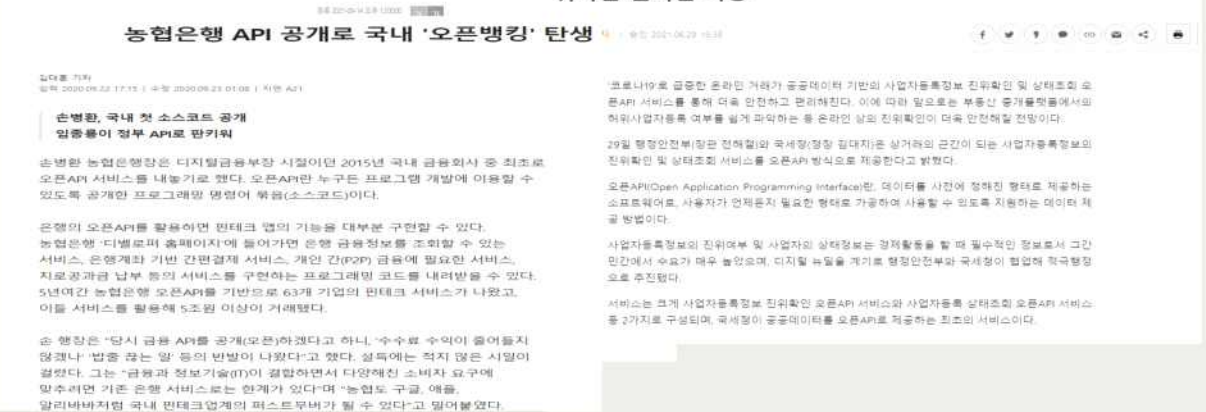 농협은행 API 공개로 국내 '오픈뱅킹' 탄생
김대훈 기자
입력 2020.09.22 17:15 | 수정 2020.09.23 01:08 | 지면 A21
손병환, 국내 첫 소스코드 공개
임종룡이 정부 API로 판키워
손병환 농협은행장은 디지털금융부장 시절이던 2015년 국내 금융회사 중 최초로
오픈API 서비스를 내놓기로 했다. 오픈API란 누구든 프로그램 개발에 이용할 수
있도록 공개한 프로그래밍 명령어 묶음(소스코드)이다.
은행의 오픈API를 활용하면 핀테크 앱의 기능을 대부분 구현할 수 있다.
농협은행 '디벨로퍼 홈페이지'에 들어가면 은행 금융정보를 조회할 수 있는
서비스, 은행계좌 기반 간편결제 서비스, 개인 간(P2P) 금융에 필요한 서비스,
지로공과금 납부 등의 서비스를 구현하는 프로그래밍 코드를 내려받을 수 있다.
5년여간 농협은행 오픈API를 기반으로 63개 기업의 핀테크 서비스가 나왔고,
이들 서비스를 활용해 5조원 이상이 거래됐다.
손 행장은 "당시 금융 API를 공개(오픈)하겠다고 하니, '수수료 수익이 줄어들지
않겠나' '밥줄 끊는 일' 등의 반발이 나왔다"고 했다. 설득에는 적지 않은 시일이
걸렸다. 그는 "금융과 정보기술(IT)이 결합하면서 다양해진 소비자 요구에
맞추려면 기존 은행 서비스로는 한계가 있다"며 "농협도 구글, 애플,
알리바바처럼 국내 핀테크업계의 퍼스트무버가 될 수 있다"고 밀어붙였다.
승인 2021.06.29 15:38
'코로나19'로 급증한 온라인 거래가 공공데이터 기반의 사업자등록정보 진위확인 및 상태조회 오
픈API 서비스를 통해 더욱 안전하고 편리해진다. 이에 따라 앞으로는 부동산 중개플랫폼에서의
허위사업자등록 여부를 쉽게 파악하는 등 온라인 상의 진위확인이 더욱 안전해질 전망이다.
29일 행정안전부(장관 전해철)와 국세청(청장 김대지)은 상거래의 근간이 되는 사업자등록정보의
진위확인 및 상태조회 서비스를 오픈API 방식으로 제공한다고 밝혔다.
오픈API(Open Application Programming Interface)란, 데이터를 사전에 정해진 형태로 제공하는
소프트웨어로, 사용자가 언제든지 필요한 형태로 가공하여 사용할 수 있도록 지원하는 데이터 제
공 방법이다.
사업자등록정보의 진위여부 및 사업자의 상태정보는 경제활동을 할 때 필수적인 정보로서 그간
민간에서 수요가 매우 높았으며, 디지털 뉴딜을 계기로 행정안전부와 국세청이 협업해 적극행정
으로 추진됐다.
서비스는 크게 사업자등록정보 진위확인 오픈API 서비스와 사업자등록 상태조회 오픈API 서비스
등 2가지로 구성되며, 국세청이 공공데이터를 오픈API로 제공하는 최초의 서비스이다.